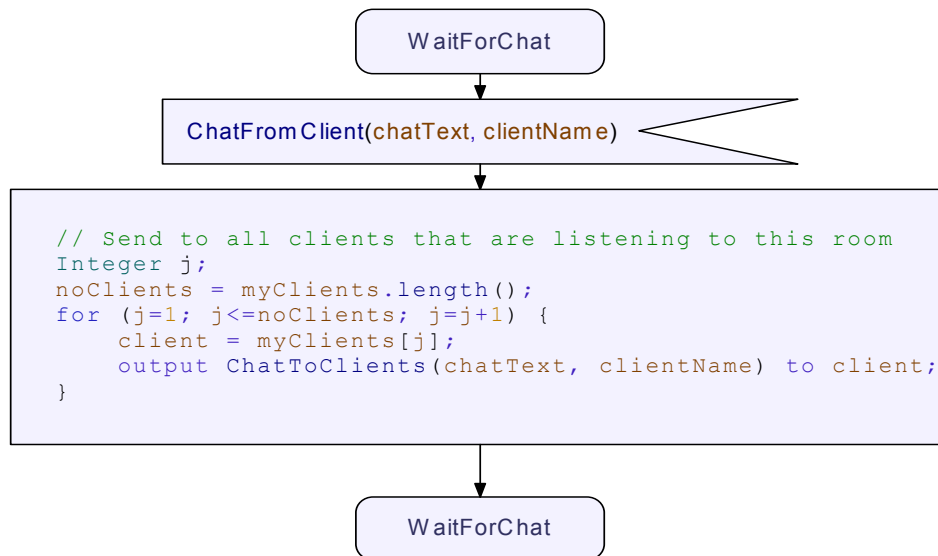 WaitForChat
ChatFromClient(chatText, clientName)
// Send to all clients that are listening to this room
Integer j;
noClients = myClients.length();
for (j=1; j<=noClients; j=j+1) {
    client = myClients[j];
    output ChatToClients(chatText, clientName) to client;
}
WaitForChat